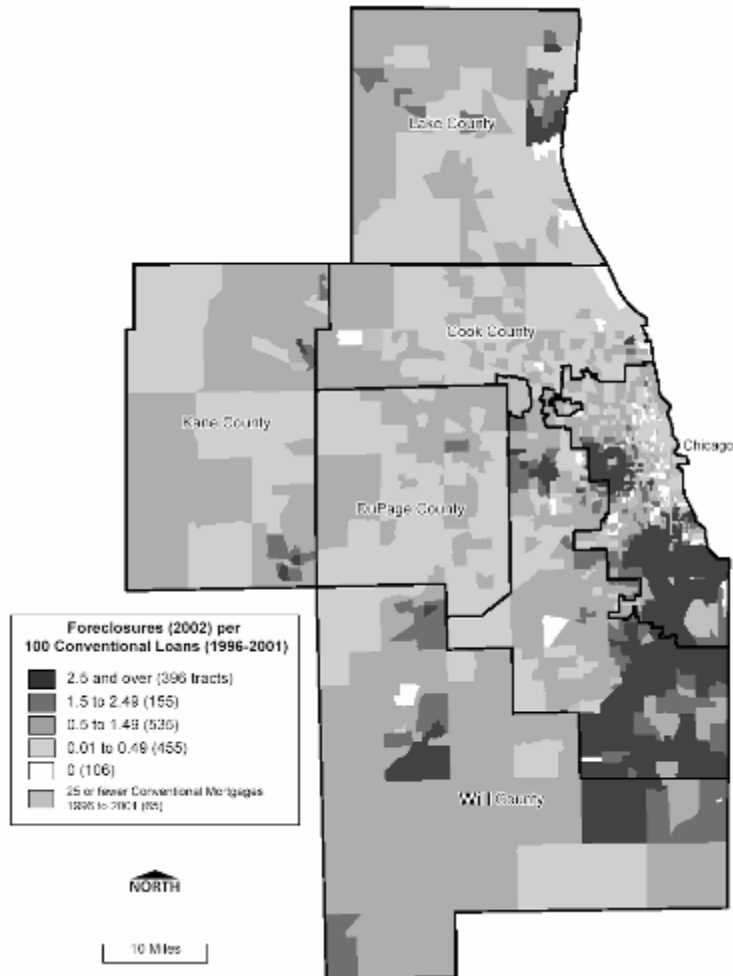 Lake County
Cook County
Kane County
Chicago
DuPage County
Foreclosures (2002) per
100 Conventional Loans (1996-2001)
2.5 and over (396 tracts)
1.5 to 2.49 (155)
0.5 to 1.49 (535)
0.01 to 0.49 (455)
0 (106)
25 or fewer Conventional Mortgages
1996 to 2001 (65)
Will County
NORTH
10 Miles